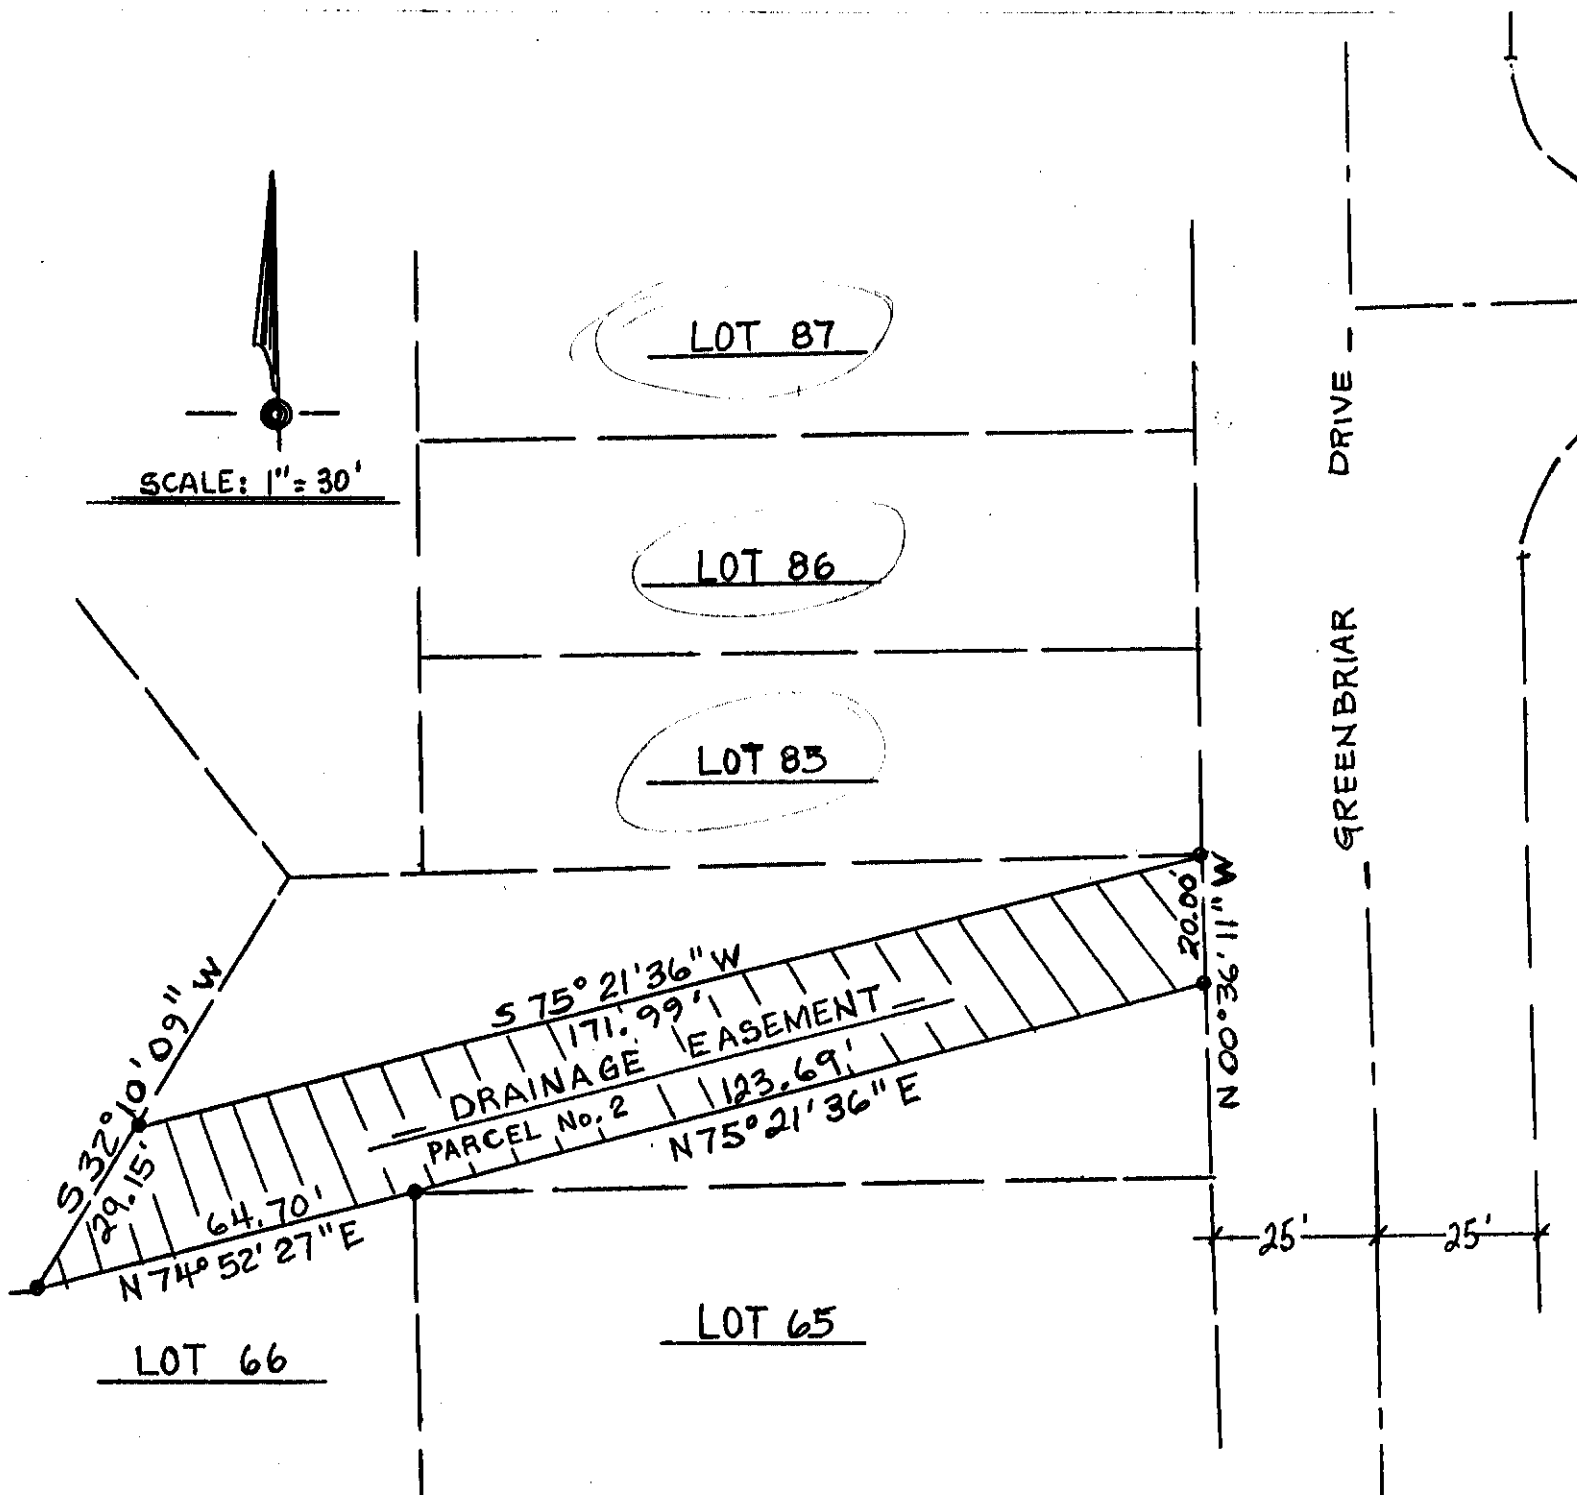 LOT 87
SCALE: 1" = 30'
LOT 86
LOT 83
GREENBRIAR DRIVE
20.00'
N 00° 36' 11" W
S 75° 21' 36" W
171.99'
DRAINAGE EASEMENT
PARCEL No. 2
123.69'
N 75° 21' 36" E
S 32° 10' 09" W
29.15'
64.70'
N 74° 52' 27" E
25' 25'
LOT 65
LOT 66